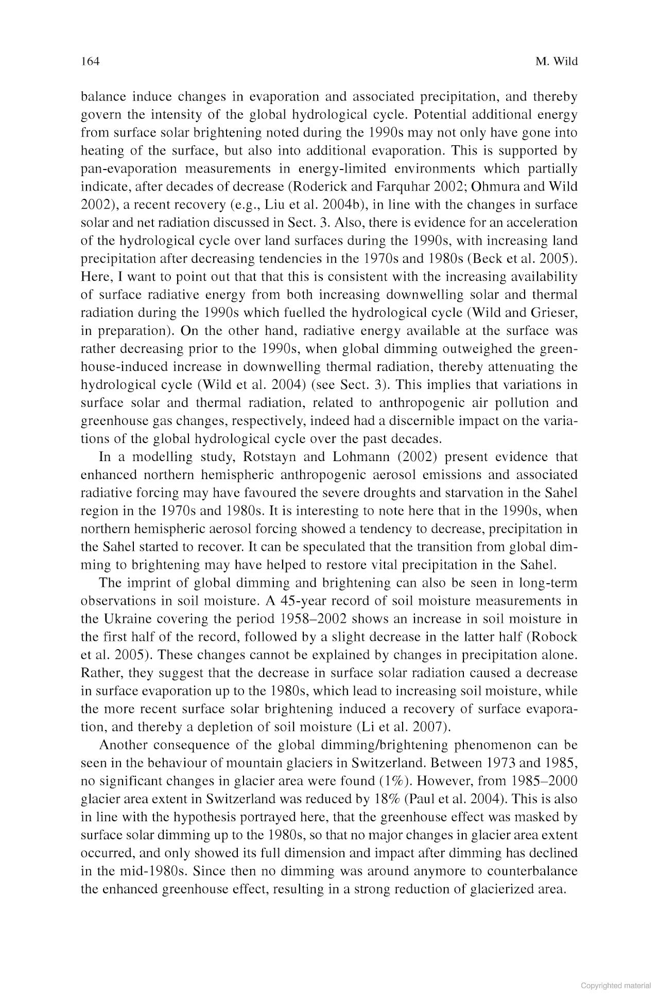 164
M. Wild
balance induce changes in evaporation and associated precipitation, and thereby
govern the intensity of the global hydrological cycle. Potential additional energy
from surface solar brightening noted during the 1990s may not only have gone into
heating of the surface, but also into additional evaporation. This is supported by
pan-evaporation measurements in energy-limited environments which partially
indicate, after decades of decrease (Roderick and Farquhar 2002; Ohmura and Wild
2002), a recent recovery (e.g., Liu et al. 2004b), in line with the changes in surface
solar and net radiation discussed in Sect. 3. Also, there is evidence for an acceleration
of the hydrological cycle over land surfaces during the 1990s, with increasing land
precipitation after decreasing tendencies in the 1970s and 1980s (Beck et al. 2005).
Here, I want to point out that that this is consistent with the increasing availability
of surface radiative energy from both increasing downwelling solar and thermal
radiation during the 1990s which fuelled the hydrological cycle (Wild and Grieser,
in preparation). On the other hand, radiative energy available at the surface was
rather decreasing prior to the 1990s, when global dimming outweighed the green-
house-induced increase in downwelling thermal radiation, thereby attenuating the
hydrological cycle (Wild et al. 2004) (see Sect. 3). This implies that variations in
surface solar and thermal radiation, related to anthropogenic air pollution and
greenhouse gas changes, respectively, indeed had a discernible impact on the varia-
tions of the global hydrological cycle over the past decades.
In a modelling study, Rotstayn and Lohmann (2002) present evidence that
enhanced northern hemispheric anthropogenic aerosol emissions and associated
radiative forcing may have favoured the severe droughts and starvation in the Sahel
region in the 1970s and 1980s. It is interesting to note here that in the 1990s, when
northern hemispheric aerosol forcing showed a tendency to decrease, precipitation in
the Sahel started to recover. It can be speculated that the transition from global dim-
ming to brightening may have helped to restore vital precipitation in the Sahel.
The imprint of global dimming and brightening can also be seen in long-term
observations in soil moisture. A 45-year record of soil moisture measurements in
the Ukraine covering the period 1958–2002 shows an increase in soil moisture in
the first half of the record, followed by a slight decrease in the latter half (Robock
et al. 2005). These changes cannot be explained by changes in precipitation alone.
Rather, they suggest that the decrease in surface solar radiation caused a decrease
in surface evaporation up to the 1980s, which lead to increasing soil moisture, while
the more recent surface solar brightening induced a recovery of surface evapora-
tion, and thereby a depletion of soil moisture (Li et al. 2007).
Another consequence of the global dimming/brightening phenomenon can be
seen in the behaviour of mountain glaciers in Switzerland. Between 1973 and 1985,
no significant changes in glacier area were found (1%). However, from 1985–2000
glacier area extent in Switzerland was reduced by 18% (Paul et al. 2004). This is also
in line with the hypothesis portrayed here, that the greenhouse effect was masked by
surface solar dimming up to the 1980s, so that no major changes in glacier area extent
occurred, and only showed its full dimension and impact after dimming has declined
in the mid-1980s. Since then no dimming was around anymore to counterbalance
the enhanced greenhouse effect, resulting in a strong reduction of glacierized area.
Copyrighted material